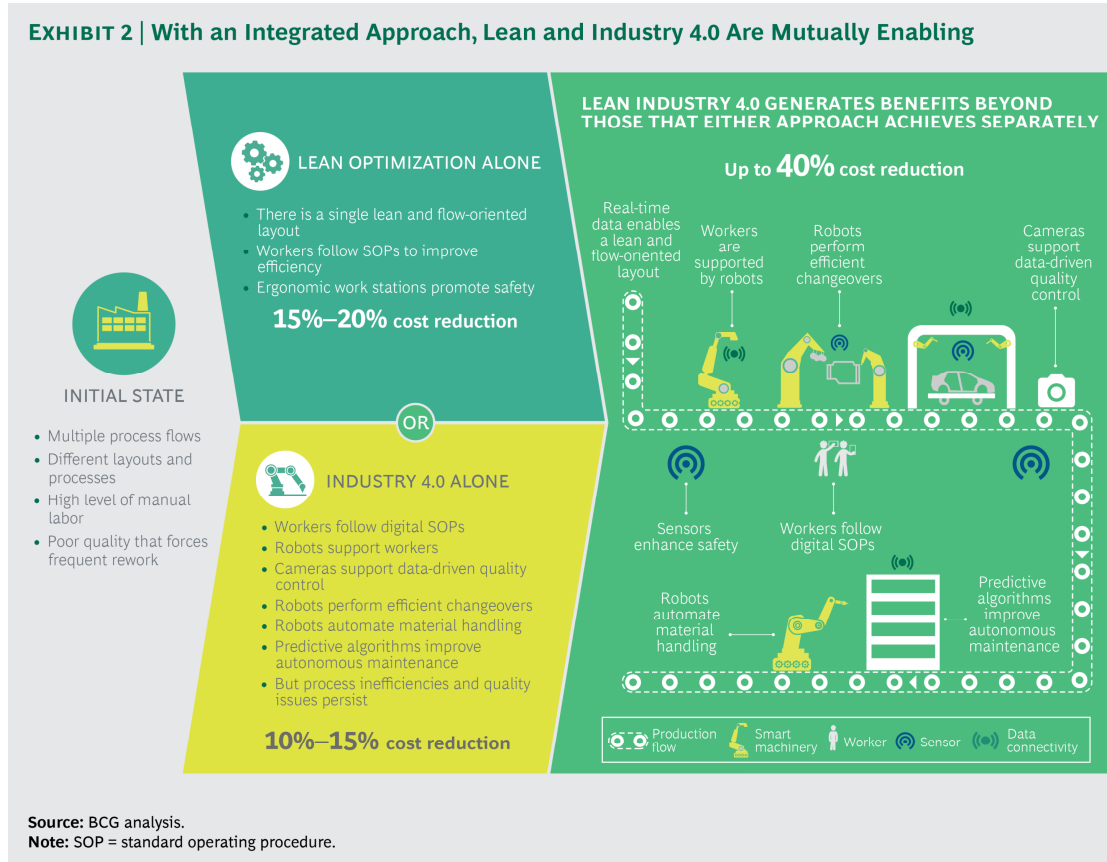 EXHIBIT 2 | With an Integrated Approach, Lean and Industry 4.0 Are Mutually Enabling
INITIAL STATE
• Multiple process flows
• Different layouts and
processes
• High level of manual
labor
• Poor quality that forces
frequent rework
LEAN OPTIMIZATION ALONE
• There is a single lean and flow-oriented
layout
• Workers follow SOPs to improve
efficiency
• Ergonomic work stations promote safety
15%–20% cost reduction
OR
INDUSTRY 4.0 ALONE
• Workers follow digital SOPs
• Robots support workers
• Cameras support data-driven quality
control
• Robots perform efficient changeovers
• Robots automate material handling
• Predictive algorithms improve
autonomous maintenance
• But process inefficiencies and quality
issues persist
10%–15% cost reduction
LEAN INDUSTRY 4.0 GENERATES BENEFITS BEYOND
THOSE THAT EITHER APPROACH ACHIEVES SEPARATELY
Up to 40% cost reduction
Real-time
data enables
a lean and
flow-oriented
layout
Workers
are
supported
by robots
Robots
perform
efficient
changeovers
Cameras
support
data-driven
quality
control
Sensors
enhance safety
Workers follow
digital SOPs
Robots
automate
material
handling
Predictive
algorithms
improve
autonomous
maintenance
Production
flow
Smart
machinery
Worker
Sensor
Data
connectivity
Source: BCG analysis.
Note: SOP = standard operating procedure.